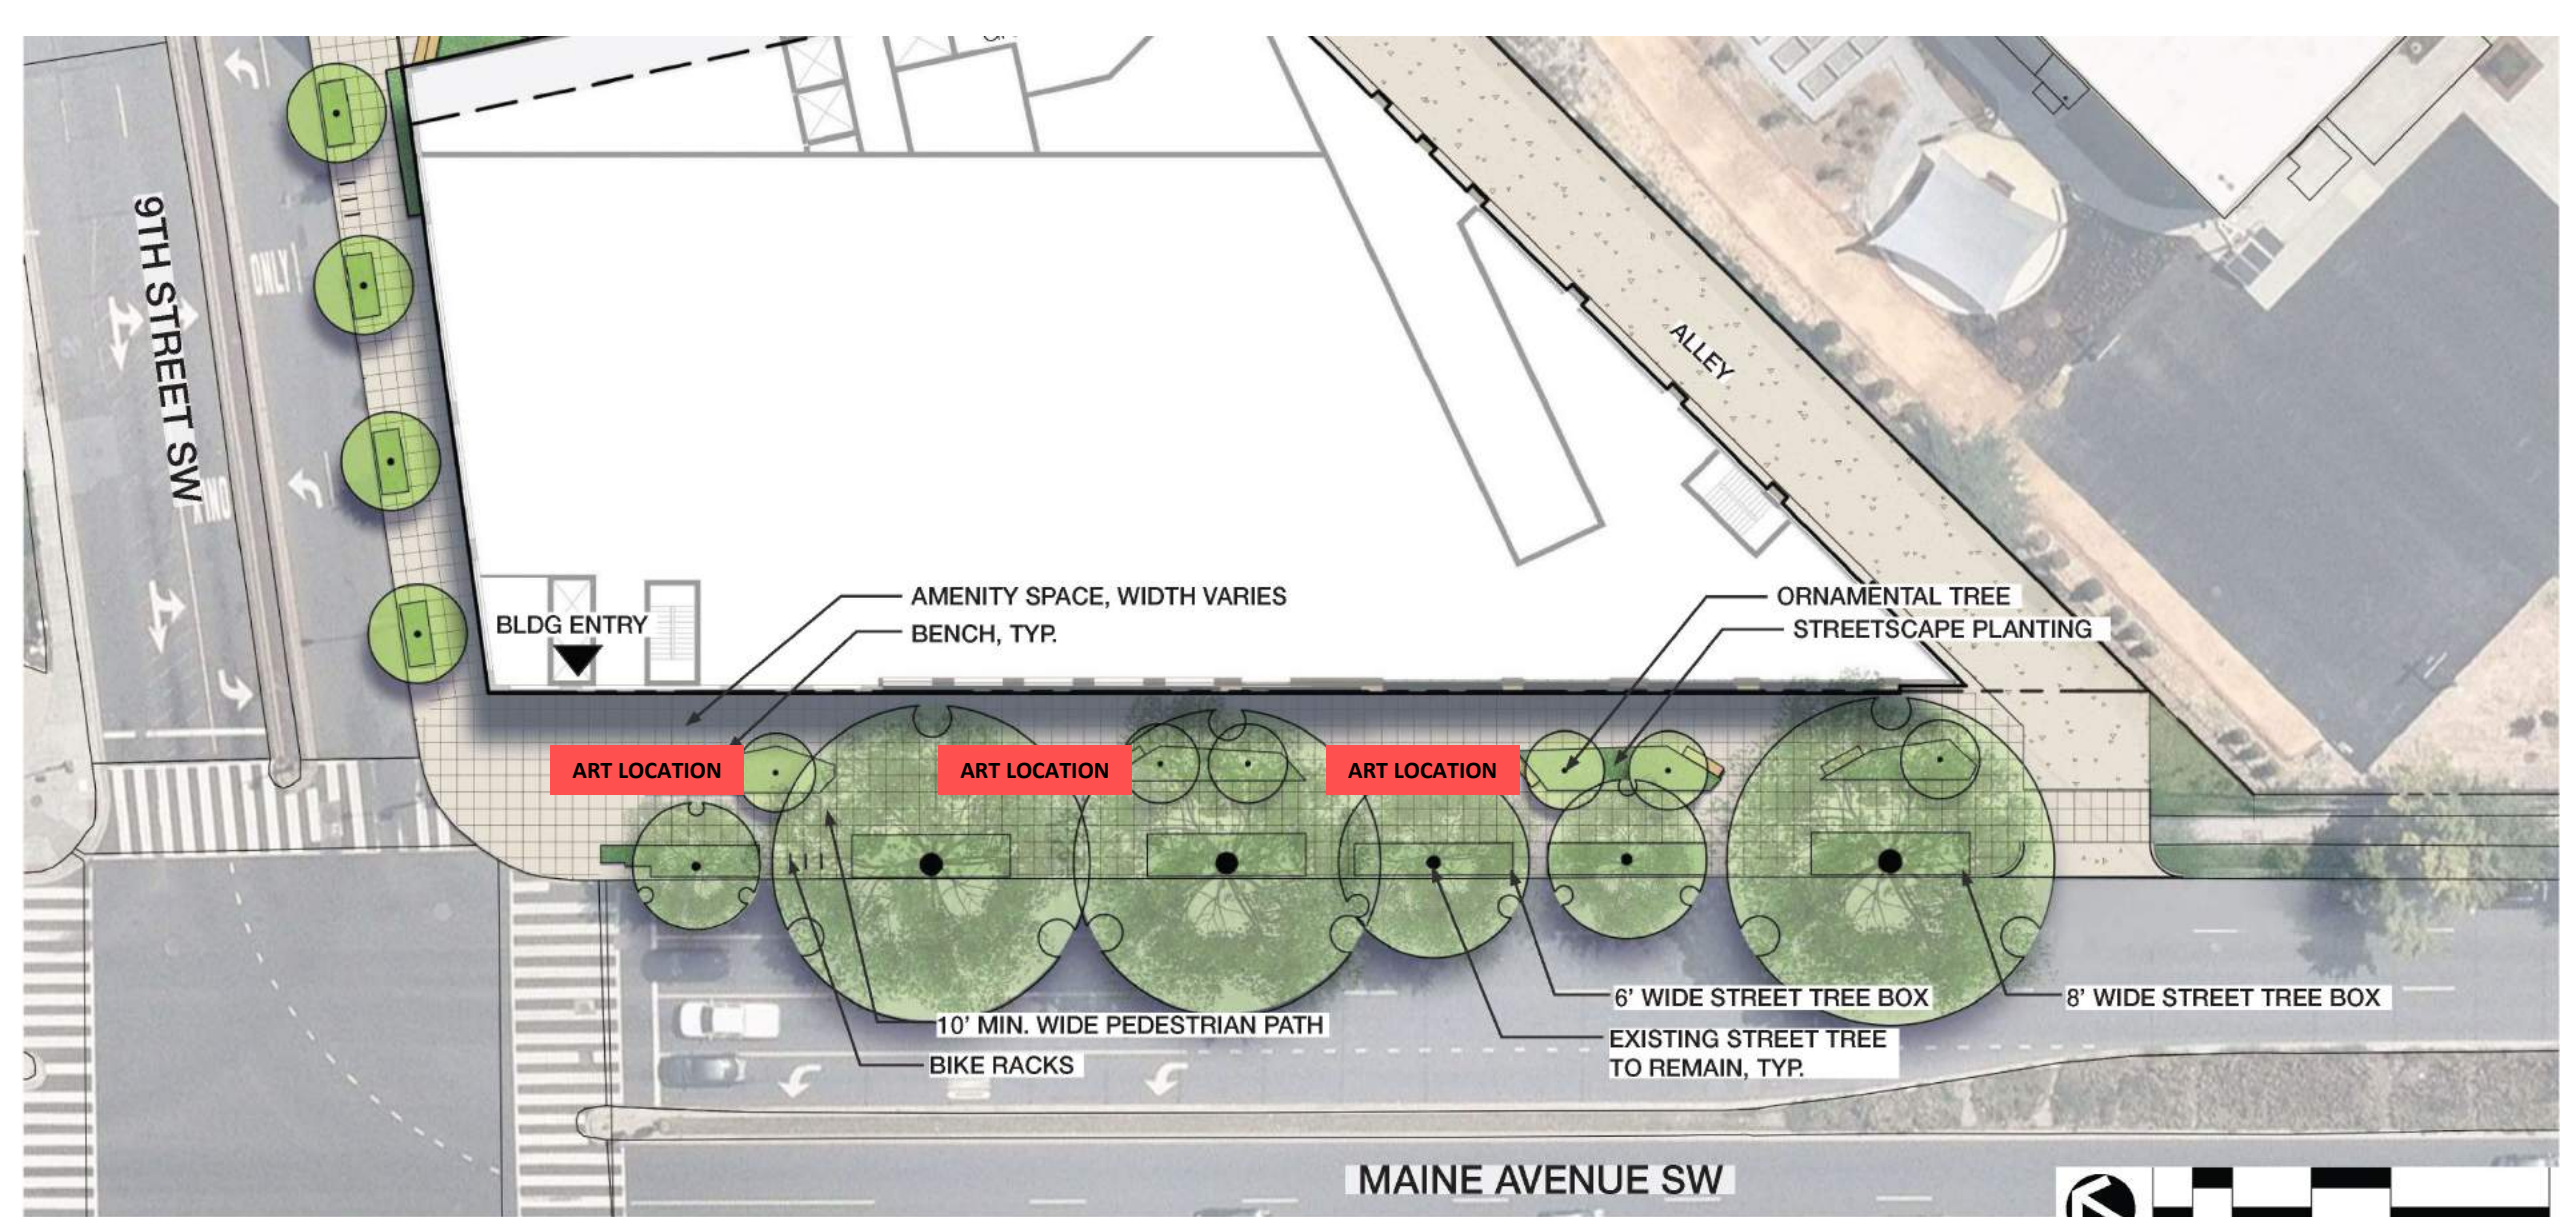 9TH STREET SW
ONLY
ALLEY
AMENITY SPACE, WIDTH VARIES
BENCH, TYP.
BLDG ENTRY
ORNAMENTAL TREE
STREETSCAPE PLANTING
ART LOCATION
ART LOCATION
ART LOCATION
6' WIDE STREET TREE BOX
8' WIDE STREET TREE BOX
10' MIN. WIDE PEDESTRIAN PATH
EXISTING STREET TREE
TO REMAIN, TYP.
BIKE RACKS
MAINE AVENUE SW